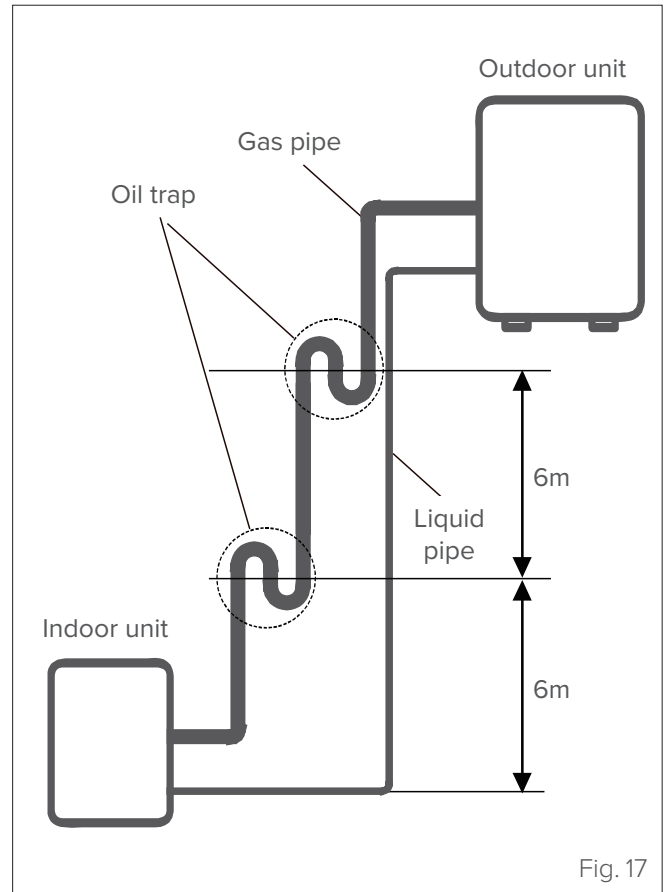 Outdoor unit
Gas pipe
Oil trap
6m
Liquid
pipe
Indoor unit
6m
Fig. 17